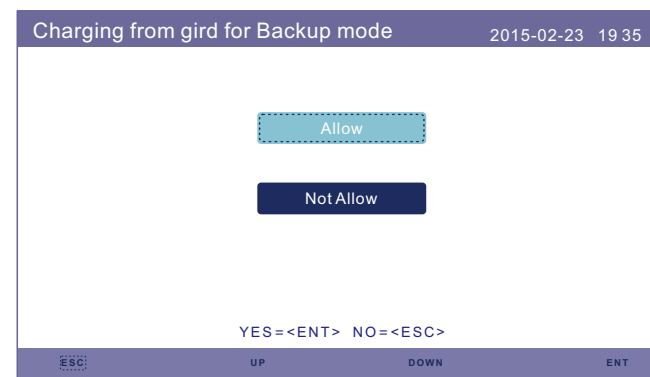 Charging from gird for Backup mode 2015-02-23 19 35
Allow
Not Allow
YES=<ENT> NO=<ESC>
ESC UP DOWN ENT